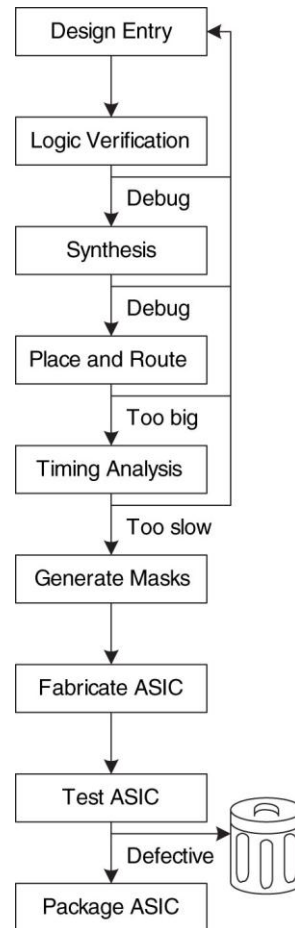 Design Entry
Logic Verification
Debug
Synthesis
Debug
Place and Route
Too big
Timing Analysis
Too slow
Generate Masks
Fabricate ASIC
Test ASIC
Defective
Package ASIC